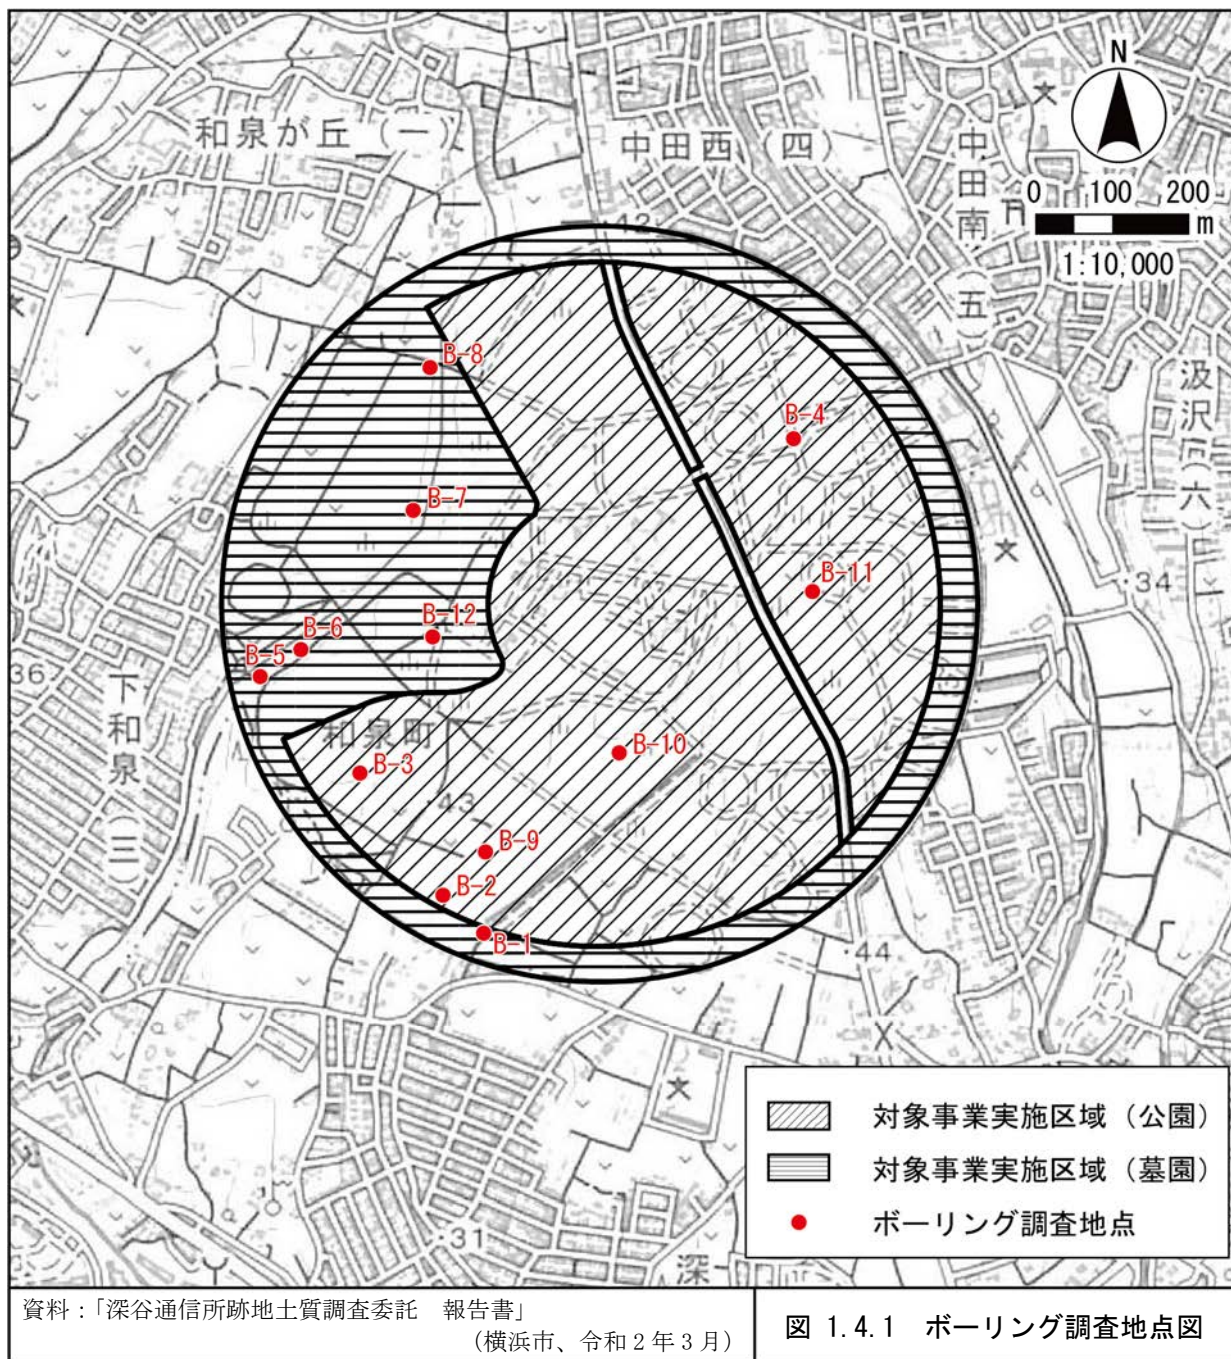 和泉が丘（一）
中田西（四）
中田南（五）
N
0 100 200
m
1:10,000
42
B-8
B-4
汲沢（六）
B-7
B-11
34
B-12
B-6
B-5
36
下和泉（三）
和泉町
B-10
B-3
43
B-9
B-2
B-1
44
31
深
対象事業実施区域（公園）
対象事業実施区域（墓園）
ボーリング調査地点
資料：「深谷通信所跡地土質調査委託　報告書」
（横浜市、令和２年３月）
図 1.4.1　ボーリング調査地点図